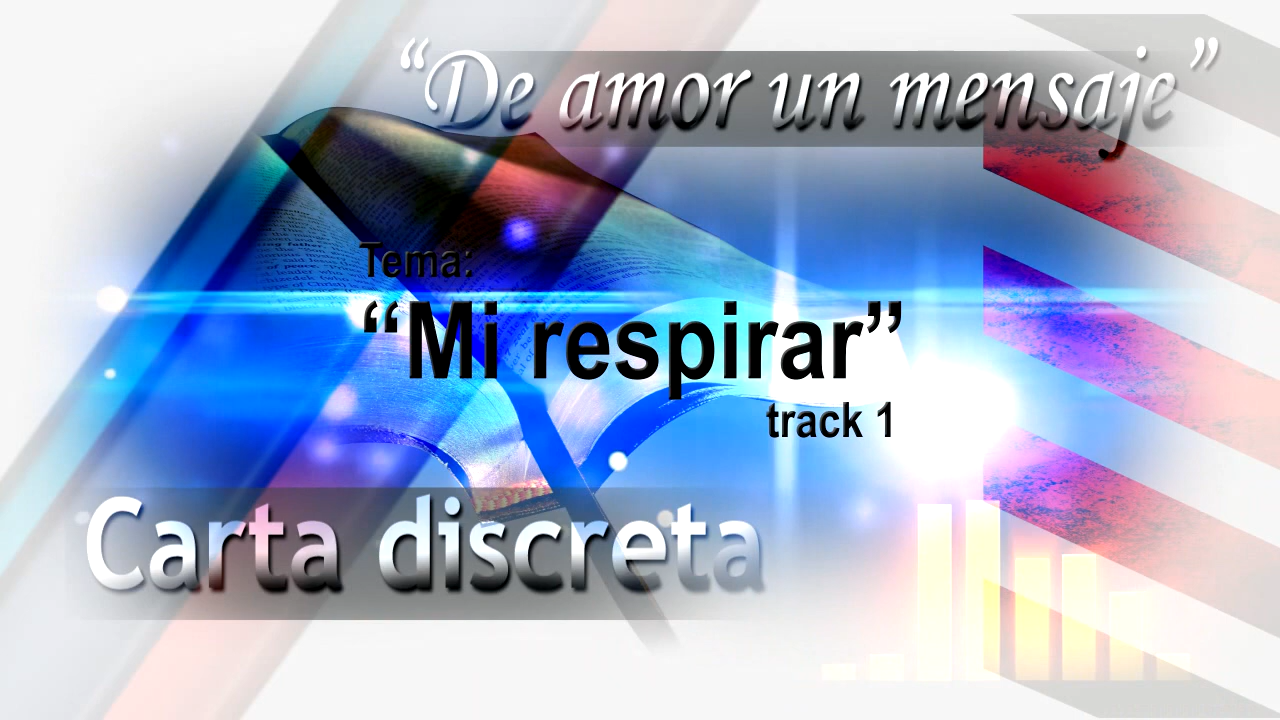 “De amor un mensaje”
Tema:
“Mi respirar”
track 1
Carta discreta